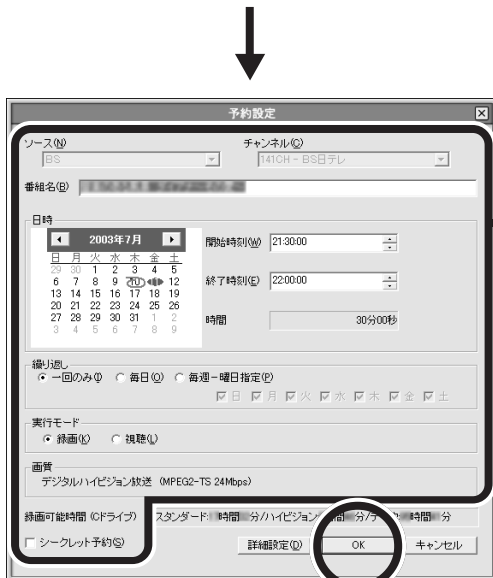 予約設定
ソース(N)
チャンネル(C)
BS
141CH - BS日テレ
番組名(B)
日時
2003年7月
日 月 火 水 木 金 土
29 30 1 2 3 4 5
6 7 8 9 10 12
13 14 15 16 17 18 19
20 21 22 23 24 25 26
27 28 29 30 31 1 2
3 4 5 6 7 8 9
開始時刻(W) 21:30:00
終了時刻(E) 22:00:00
時間 30分00秒
繰り返し
一回のみ(I) 毎日(O) 毎週-曜日指定(P)
日 月 火 水 木 金 土
実行モード
録画(K) 視聴(L)
画質
デジタルハイビジョン放送 (MPEG2-TS 24Mbps)
録画可能時間 (Cドライブ) スタンダード: 時間 分/ハイビジョン 間 分/デ 時間 分
シークレット予約(S)
詳細設定(D) OK キャンセル